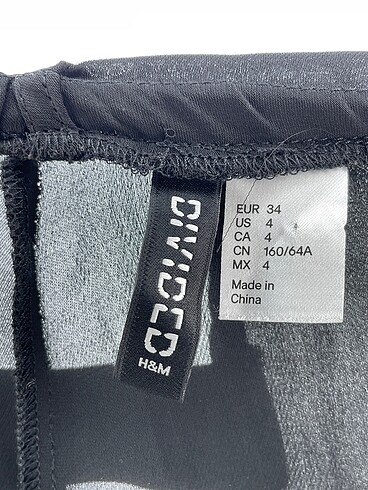 DIVIDED
H&M
EUR 34
US 4
CA 4
CN 160/64A
MX 4
Made in
China